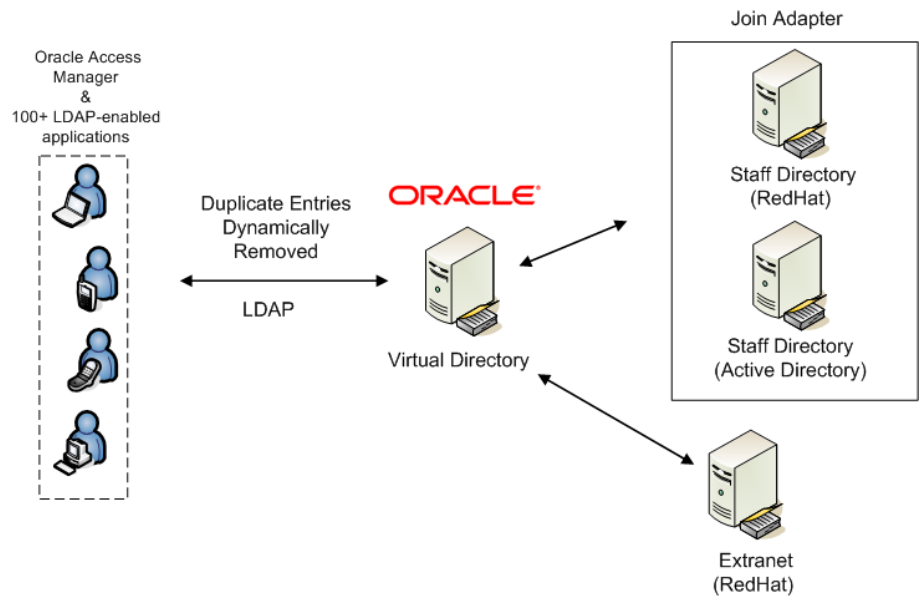 Oracle Access
Manager
&
100+ LDAP-enabled
applications
Duplicate Entries
Dynamically
Removed
LDAP
ORACLE®
Virtual Directory
Join Adapter
Staff Directory
(RedHat)
Staff Directory
(Active Directory)
Extranet
(RedHat)